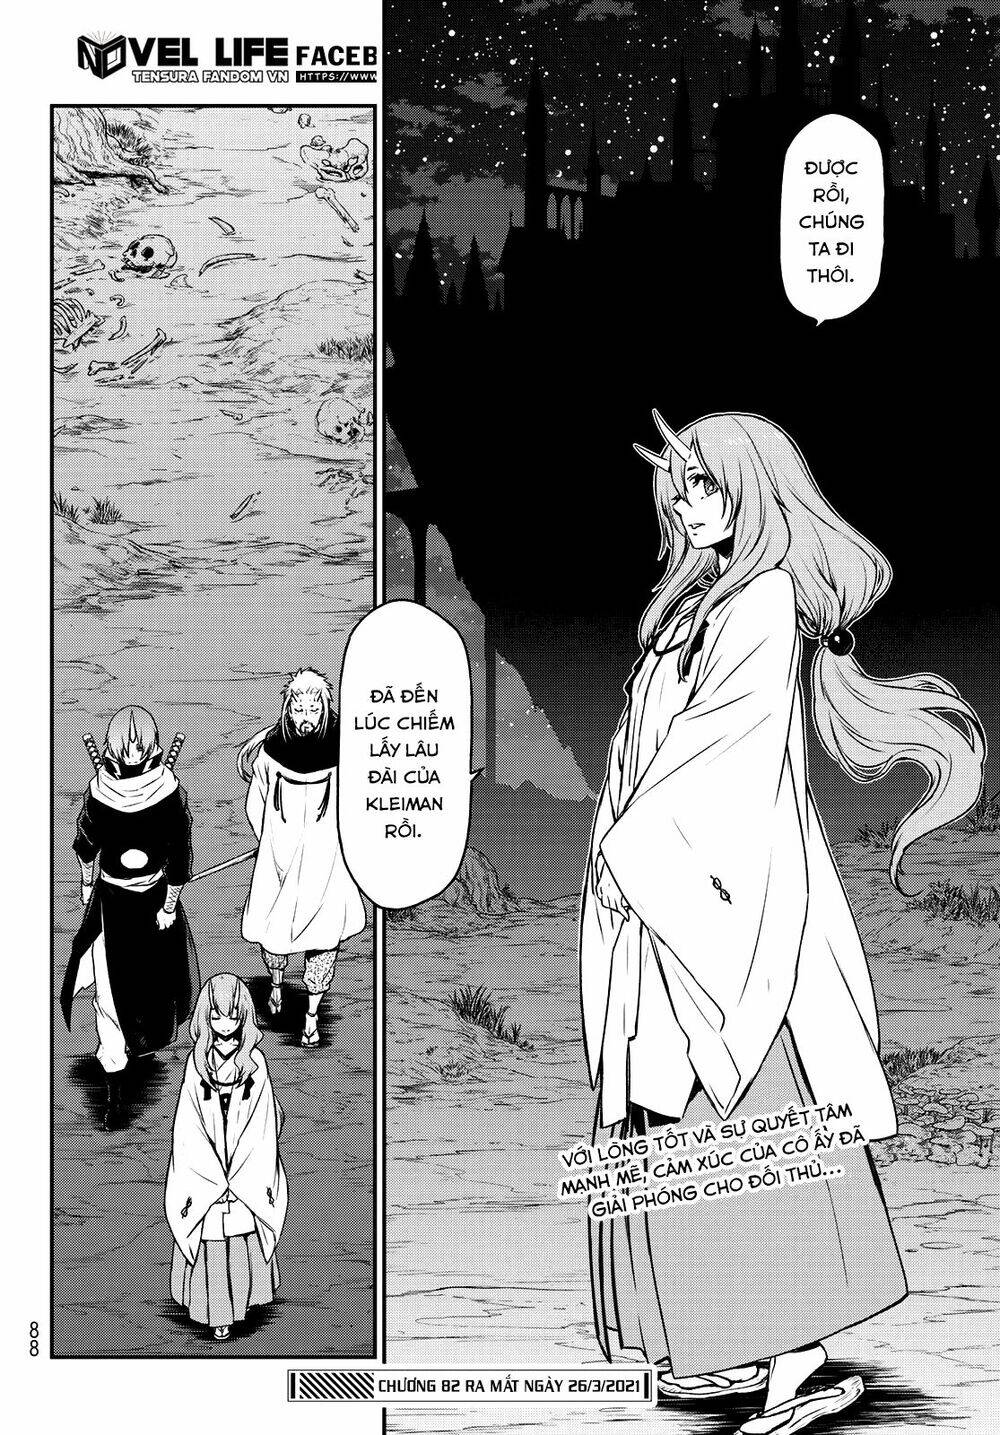 NOVEL LIFE FACEB
TENSURA FANDOM VN HTTPS://WWW
ĐƯỢC
RỒI,
CHÚNG
TA ĐI
THÔI.
ĐÃ ĐẾN
LÚC CHIẾM
LẤY LÂU
ĐÀI CỦA
KLEIMAN
RỒI.
VỚI LÒNG TỐT VÀ SỰ QUYẾT TÂM
MẠNH MẼ, CẢM XÚC CỦA CÔ ẤY ĐÃ
GIẢI PHÓNG CHO ĐỐI THỦ...
88
CHƯƠNG 82 RA MẮT NGÀY 26/3/2021